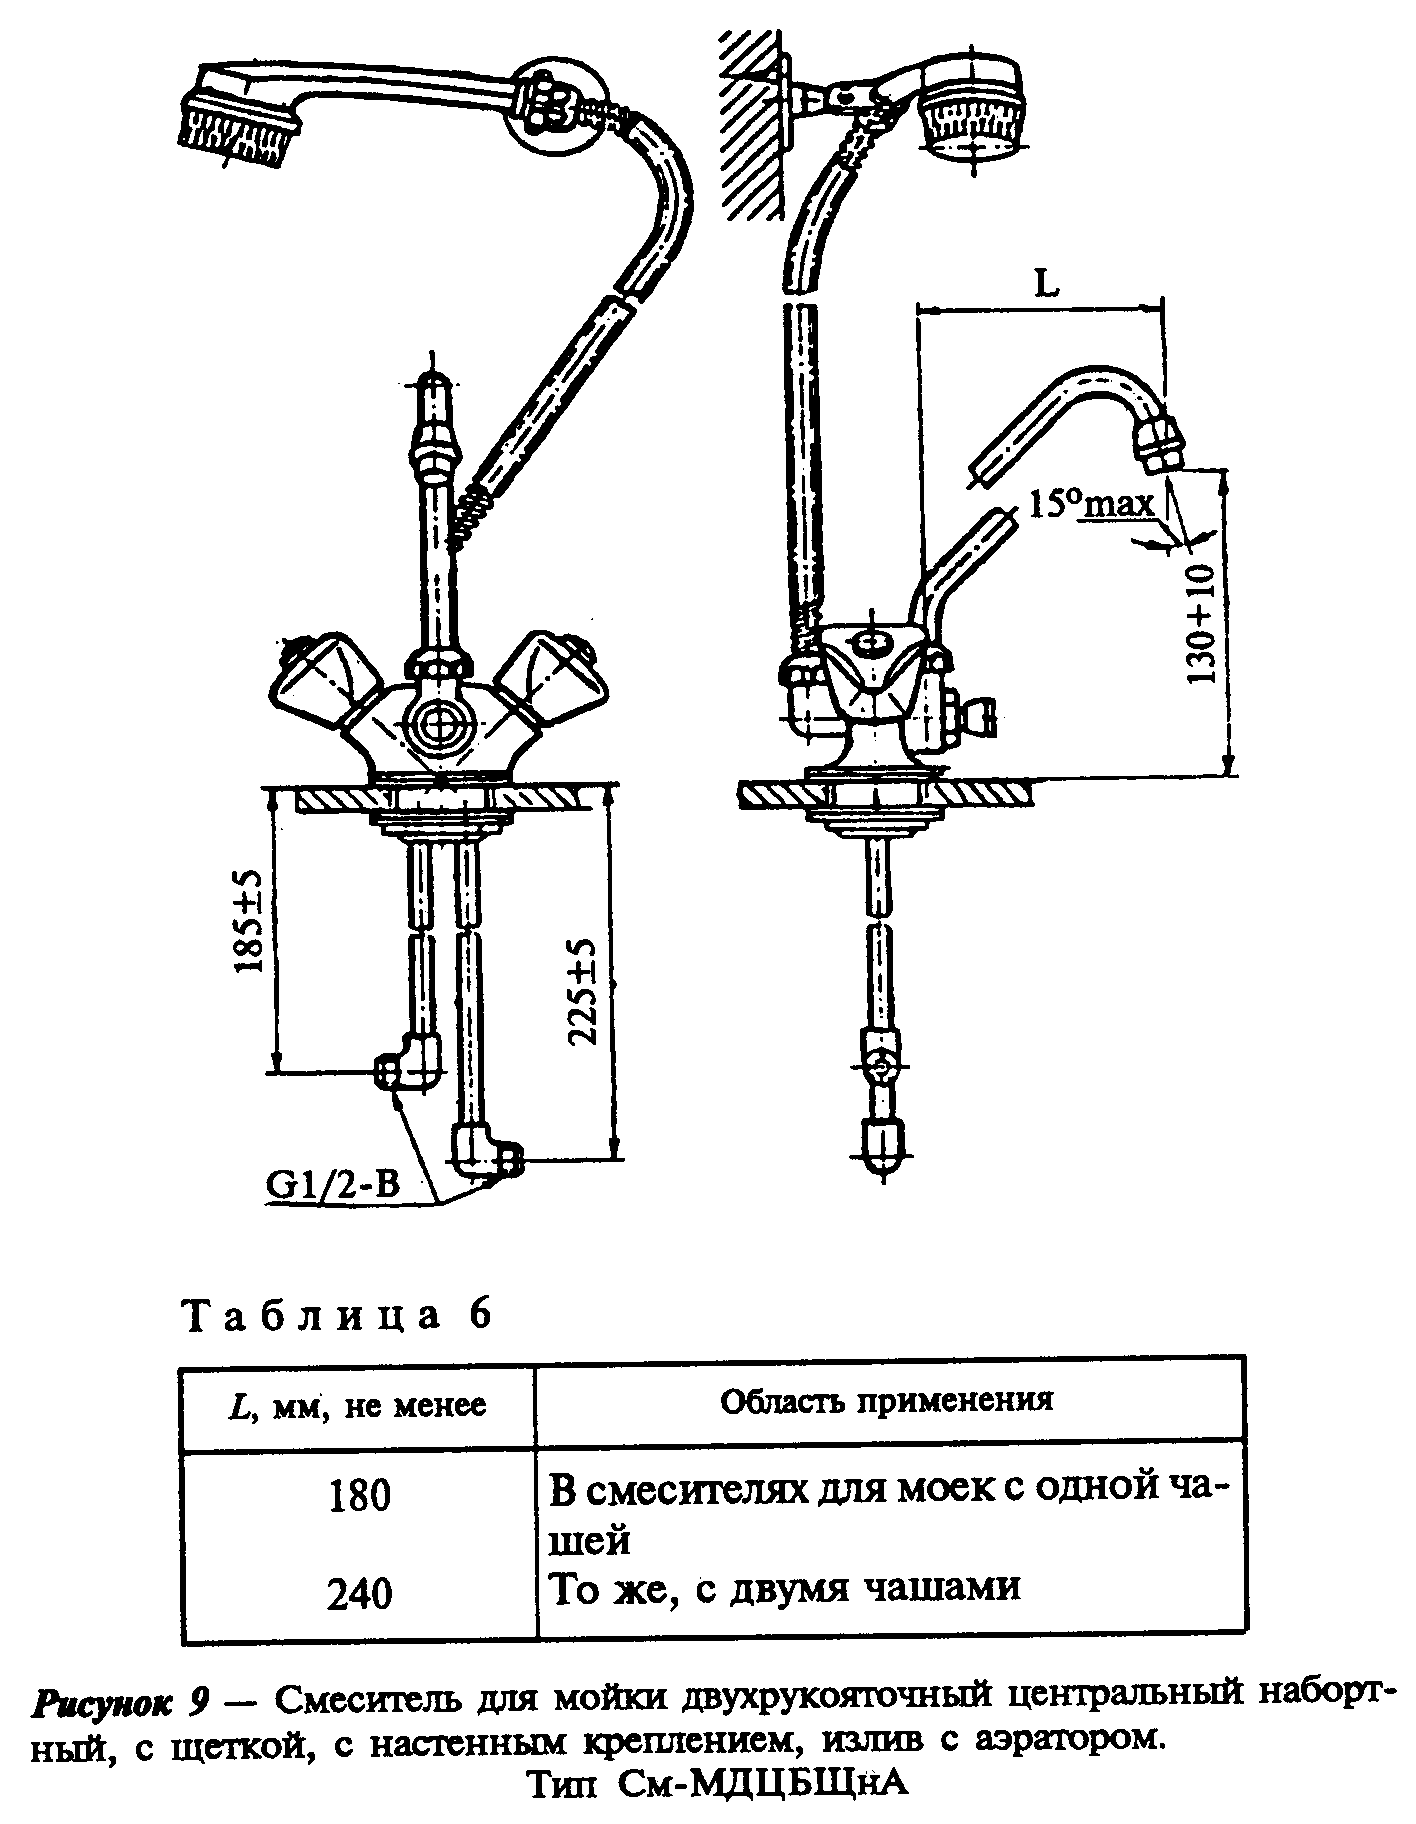 L
15°max
130+10
185±5
225±5
G1/2-B
Таблица 6
L, мм, не менее
Область применения
180
В смесителях для моек с одной ча-
шей
240
То же, с двумя чашами
Рисунок 9 — Смеситель для мойки двухрукояточный центральный наборт-
ный, с щеткой, с настенным креплением, излив с аэратором.
Тип См-МДЦБЩнА